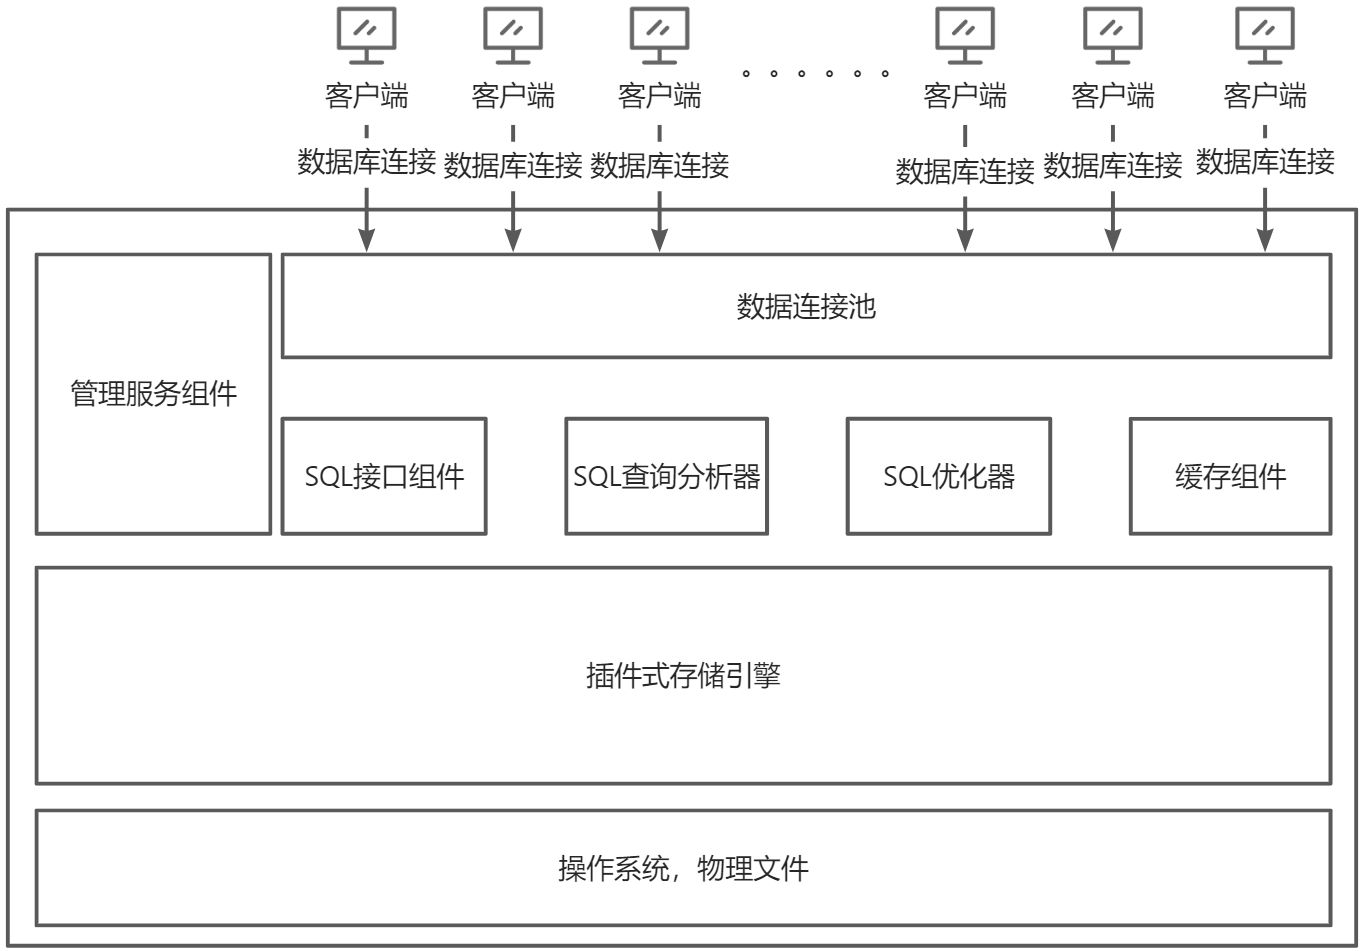 客户端
客户端
客户端
。。。。。。
客户端
客户端
客户端
数据库连接
数据库连接
数据库连接
数据库连接
数据库连接
数据库连接
数据连接池
管理服务组件
SQL接口组件
SQL查询分析器
SQL优化器
缓存组件
插件式存储引擎
操作系统，物理文件